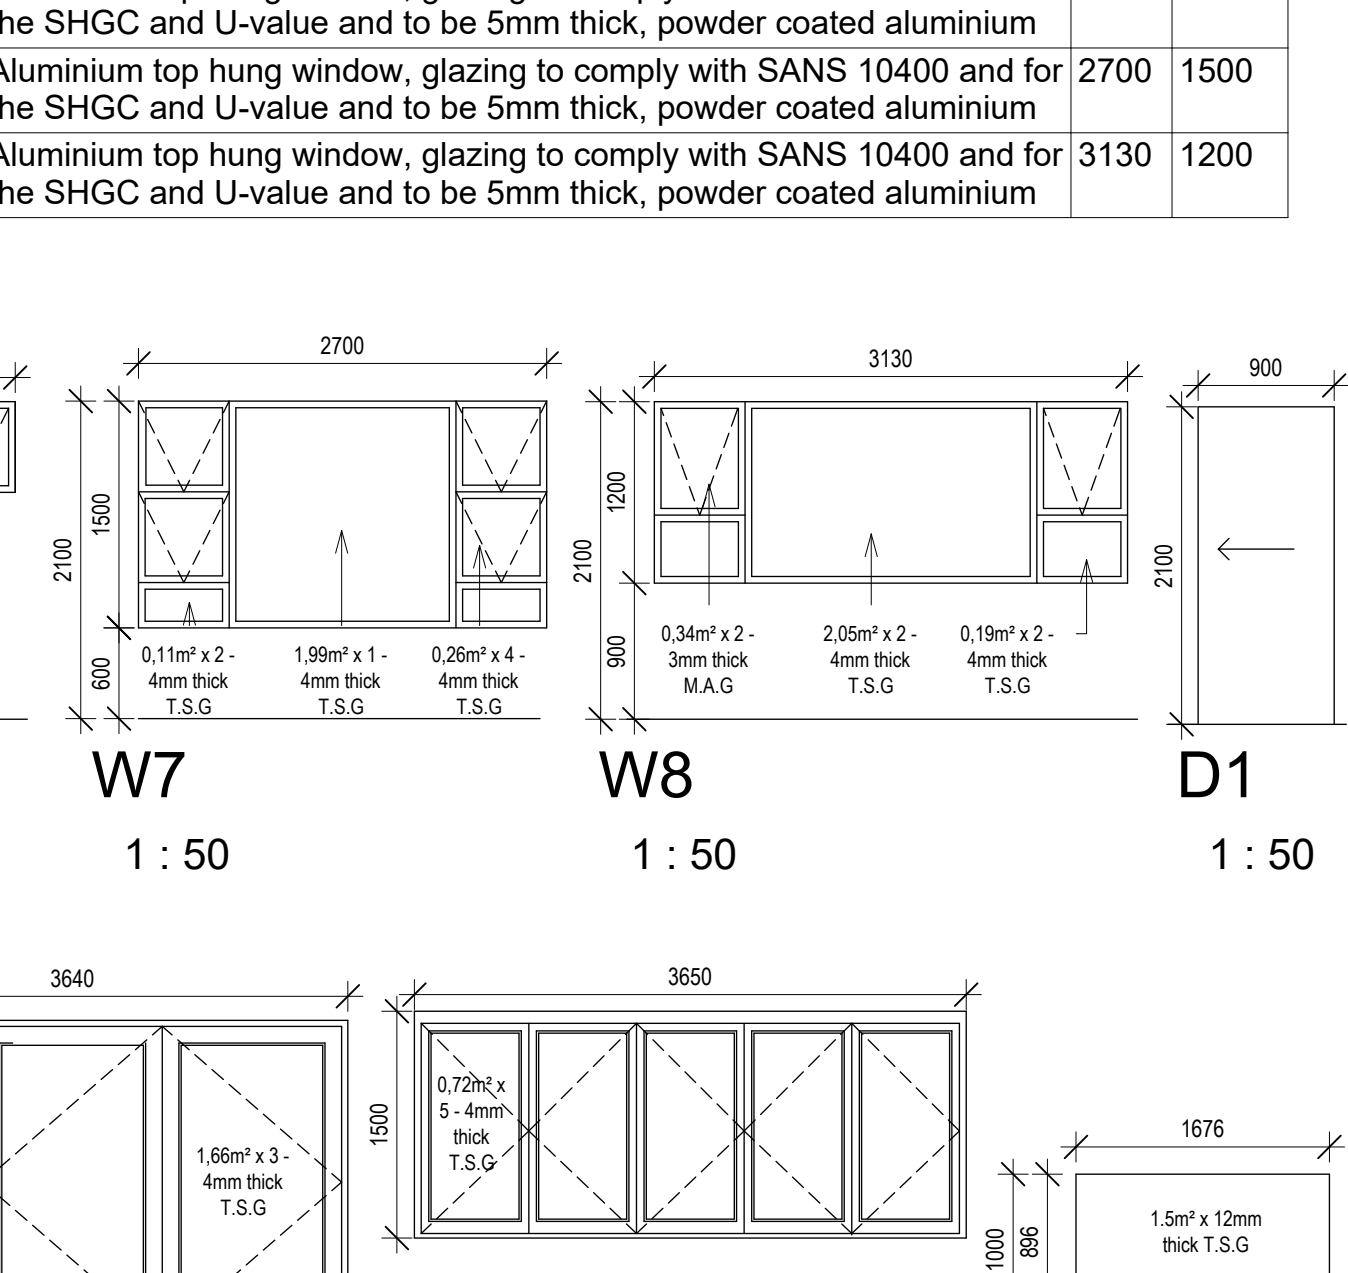 the SHGC and U-value and to be 5mm thick, powder coated aluminium
Aluminium top hung window, glazing to comply with SANS 10400 and for 2700 1500
the SHGC and U-value and to be 5mm thick, powder coated aluminium
Aluminium top hung window, glazing to comply with SANS 10400 and for 3130 1200
the SHGC and U-value and to be 5mm thick, powder coated aluminium
2700
2100
1500
600
0,11m² x 2 -
4mm thick
T.S.G
1,99m² x 1 -
4mm thick
T.S.G
0,26m² x 4 -
4mm thick
T.S.G
W7
1 : 50
3130
2100
1200
900
0,34m² x 2 -
3mm thick
M.A.G
2,05m² x 2 -
4mm thick
T.S.G
0,19m² x 2 -
4mm thick
T.S.G
W8
1 : 50
900
2100
D1
1 : 50
3640
1,66m² x 3 -
4mm thick
T.S.G
3650
1500
0,72m² x
5 - 4mm
thick
T.S.G
1676
1000
896
1.5m² x 12mm
thick T.S.G